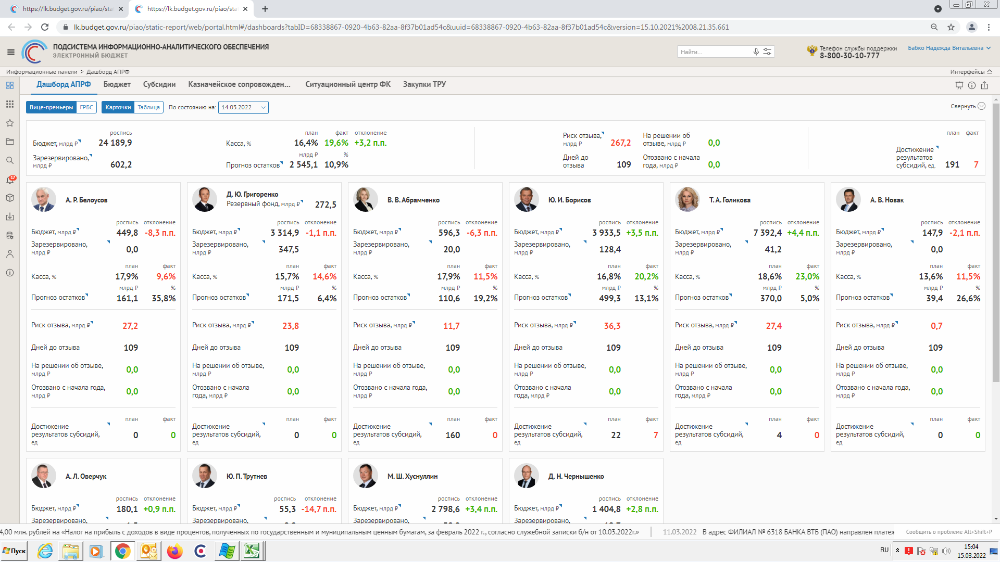 https://lk.budget.gov.ru/piao/sta
https://lk.budget.gov.ru/piao/sta
lk.budget.gov.ru/piao/static-report/web/portal.html#/dashboards?tabID=68338867-0920-4b63-82aa-8f37b01ad54c&uuid=68338867-0920-4b63-82aa-8f37b01ad54c&version=15.10.2021%2008.21.35.661
ПОДСИСТЕМА ИНФОРМАЦИОННО-АНАЛИТИЧЕСКОГО ОБЕСПЕЧЕНИЯ
ЭЛЕКТРОННЫЙ БЮДЖЕТ
Найти...
Телефон службы поддержки
8-800-30-10-777
Бабко Надежда Витальевна
Информационные панели > Дашборд АПРФ
Интерфейсы
Дашборд АПРФ Бюджет Субсидии Казначейское сопровожден... Ситуационный центр ФК Закупки ТРУ
Вице-премьеры ГРБС Карточки Таблица По состоянию на: 14.03.2022
Свернуть
17
роспись
Бюджет, млрд ₽ 24 189,9
Зарезервировано, млрд ₽ 602,2
план факт отклонение
Касса, % 16,4% 19,6% +3,2 п.п.
млрд ₽ %
Прогноз остатков 2 545,1 10,9%
Риск отзыва, млрд ₽ 267,2
Дней до отзыва 109
На решении об отзыве, млрд ₽ 0,0
Отозвано с начала года, млрд ₽ 0,0
план факт
Достижение результатов субсидий, ед. 191 7
А. Р. Белоусов
роспись отклонение
Бюджет, млрд ₽ 449,8 -8,3 п.п.
Зарезервировано, млрд ₽ 0,0
план факт
Касса, % 17,9% 9,6%
млрд ₽ %
Прогноз остатков 161,1 35,8%
Риск отзыва, млрд ₽ 27,2
Дней до отзыва 109
На решении об отзыве, млрд ₽ 0,0
Отозвано с начала года, млрд ₽ 0,0
план факт
Достижение результатов субсидий, ед 0 0
Д. Ю. Григоренко
Резервный фонд, млрд ₽ 272,5
роспись отклонение
Бюджет, млрд ₽ 3 314,9 -1,1 п.п.
Зарезервировано, млрд ₽ 347,5
план факт
Касса, % 15,7% 14,6%
млрд ₽ %
Прогноз остатков 171,5 6,4%
Риск отзыва, млрд ₽ 23,8
Дней до отзыва 109
На решении об отзыве, млрд ₽ 0,0
Отозвано с начала года, млрд ₽ 0,0
план факт
Достижение результатов субсидий, ед 0 0
В. В. Абрамченко
роспись отклонение
Бюджет, млрд ₽ 596,3 -6,3 п.п.
Зарезервировано, млрд ₽ 20,0
план факт
Касса, % 17,9% 11,5%
млрд ₽ %
Прогноз остатков 110,6 19,2%
Риск отзыва, млрд ₽ 11,7
Дней до отзыва 109
На решении об отзыве, млрд ₽ 0,0
Отозвано с начала года, млрд ₽ 0,0
план факт
Достижение результатов субсидий, ед 160 0
Ю. И. Борисов
роспись отклонение
Бюджет, млрд ₽ 3 933,5 +3,5 п.п.
Зарезервировано, млрд ₽ 128,4
план факт
Касса, % 16,8% 20,2%
млрд ₽ %
Прогноз остатков 499,3 13,1%
Риск отзыва, млрд ₽ 36,3
Дней до отзыва 109
На решении об отзыве, млрд ₽ 0,0
Отозвано с начала года, млрд ₽ 0,0
план факт
Достижение результатов субсидий, ед 22 7
Т. А. Голикова
роспись отклонение
Бюджет, млрд ₽ 7 392,4 +4,4 п.п.
Зарезервировано, млрд ₽ 41,2
план факт
Касса, % 18,6% 23,0%
млрд ₽ %
Прогноз остатков 370,0 5,0%
Риск отзыва, млрд ₽ 27,4
Дней до отзыва 109
На решении об отзыве, млрд ₽ 0,0
Отозвано с начала года, млрд ₽ 0,0
план факт
Достижение результатов субсидий, ед 4 0
А. В. Новак
роспись отклонение
Бюджет, млрд ₽ 147,9 -2,1 п.п.
Зарезервировано, млрд ₽ 0,0
план факт
Касса, % 13,6% 11,5%
млрд ₽ %
Прогноз остатков 39,4 26,6%
Риск отзыва, млрд ₽ 0,7
Дней до отзыва 109
На решении об отзыве, млрд ₽ 0,0
Отозвано с начала года, млрд ₽ 0,0
план факт
Достижение результатов субсидий, ед 0 0
А. Л. Оверчук
роспись отклонение
Бюджет, млрд ₽ 180,1 +0,9 п.п.
Зарезервировано,
Ю. П. Трутнев
роспись отклонение
Бюджет, млрд ₽ 55,3 -14,7 п.п.
Зарезервировано,
М. Ш. Хуснуллин
роспись отклонение
Бюджет, млрд ₽ 2 798,6 +3,4 п.п.
Зарезервировано,
Д. Н. Чернышенко
роспись отклонение
Бюджет, млрд ₽ 1 404,8 +2,8 п.п.
Зарезервировано,
4,00 млн. рублей на «Налог на прибыль с доходов в виде процентов, полученных по государственным и муниципальным ценным бумагам, за февраль 2022 г., согласно служебной записки б/н от 10.03.2022г.» 11.03.2022 В адрес ФИЛИАЛ № 6318 БАНКА ВТБ (ПАО) направлен платеж
Сообщить о проблеме Alt+Shift+P
Пуск
RU
15:04
15.03.2022